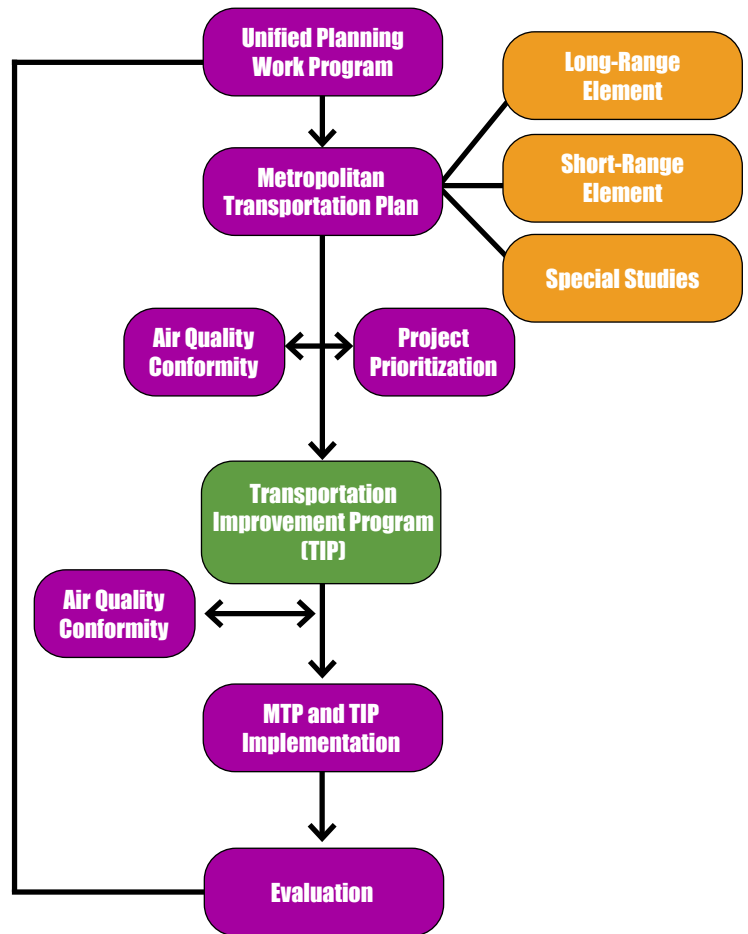 Unified Planning
Work Program
Long-Range
Element
Short-Range
Element
Metropolitan
Transportation Plan
Special Studies
Air Quality
Conformity
Project
Prioritization
Transportation
Improvement Program
(TIP)
Air Quality
Conformity
MTP and TIP
Implementation
Evaluation